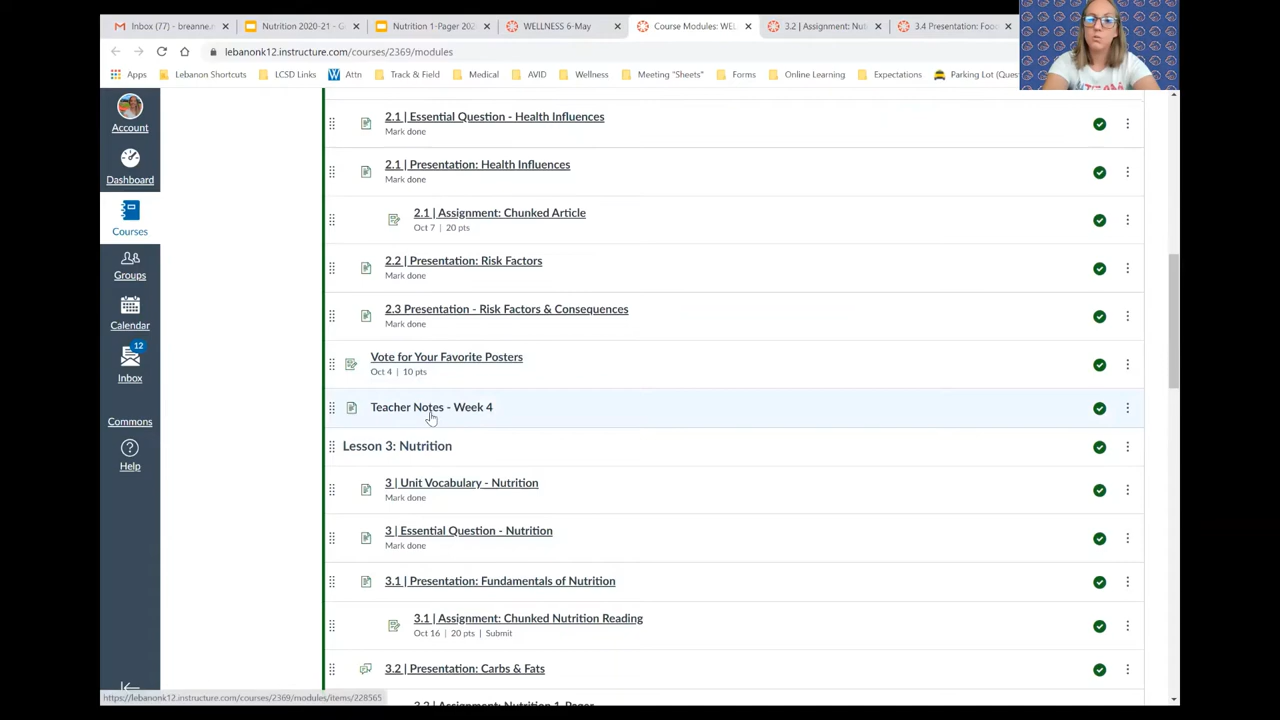 Inbox (77) - breanne.r
Nutrition 2020-21 - G
Nutrition 1-Pager 202
WELLNESS 6-May
Course Modules: WEL
3.2 | Assignment: Nut
3.4 Presentation: Foo
lebanonk12.instructure.com/courses/2369/modules
Apps
Lebanon Shortcuts
LCSD Links
Attn
Track & Field
Medical
AVID
Wellness
Meeting "Sheets"
Forms
Online Learning
Expectations
Parking Lot (Ques
Account
Dashboard
Courses
Groups
Calendar
12
Inbox
Commons
Help
2.1 | Essential Question - Health Influences
Mark done
2.1 | Presentation: Health Influences
Mark done
2.1 | Assignment: Chunked Article
Oct 7 | 20 pts
2.2 | Presentation: Risk Factors
Mark done
2.3 Presentation - Risk Factors & Consequences
Mark done
Vote for Your Favorite Posters
Oct 4 | 10 pts
Teacher Notes - Week 4
Lesson 3: Nutrition
3 | Unit Vocabulary - Nutrition
Mark done
3 | Essential Question - Nutrition
Mark done
3.1 | Presentation: Fundamentals of Nutrition
3.1 | Assignment: Chunked Nutrition Reading
Oct 16 | 20 pts | Submit
3.2 | Presentation: Carbs & Fats
3.2 | Assignment: Nutrition 1-Pager
https://lebanonk12.instructure.com/courses/2369/modules/items/228565